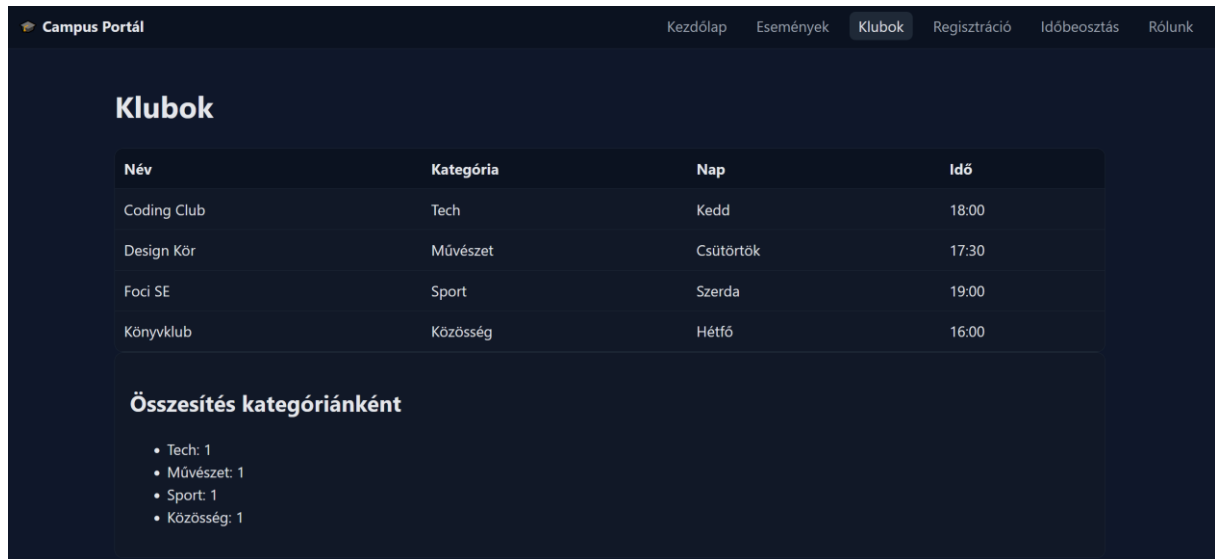 🎓 Campus Portál Kezdőlap Események Klubok Regisztráció Időbeosztás Rólunk
Klubok
Név Kategória Nap Idő
Coding Club Tech Kedd 18:00
Design Kör Művészet Csütörtök 17:30
Foci SE Sport Szerda 19:00
Könyvklub Közösség Hétfő 16:00
Összesítés kategóriánként
• Tech: 1
• Művészet: 1
• Sport: 1
• Közösség: 1